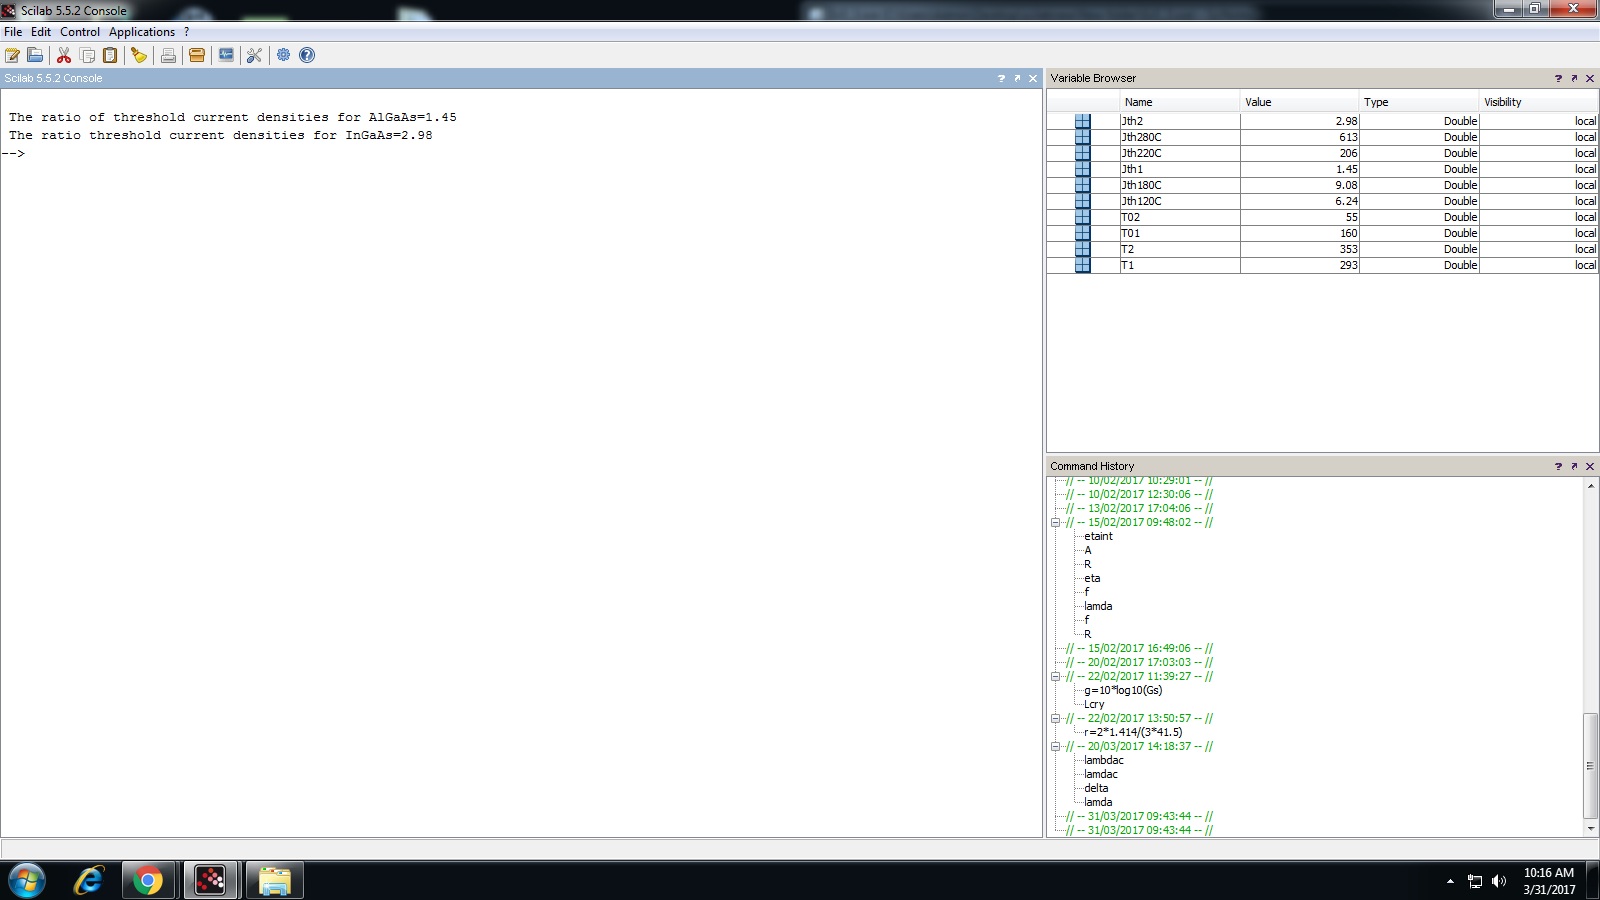 Scilab 5.5.2 Console
File Edit Control Applications ?
Scilab 5.5.2 Console
The ratio of threshold current densities for AlGaAs=1.45
The ratio threshold current densities for InGaAs=2.98
-->
Variable Browser
Name Value Type Visibility
Jth2 2.98 Double local
Jth280C 613 Double local
Jth220C 206 Double local
Jth1 1.45 Double local
Jth180C 9.08 Double local
Jth120C 6.24 Double local
T02 55 Double local
T01 160 Double local
T2 353 Double local
T1 293 Double local
Command History
// -- 10/02/2017 10:29:01 -- //
// -- 10/02/2017 12:30:06 -- //
// -- 13/02/2017 17:04:06 -- //
// -- 15/02/2017 09:48:02 -- //
etaint
A
R
eta
f
lamda
f
R
// -- 15/02/2017 16:49:06 -- //
// -- 20/02/2017 17:03:03 -- //
// -- 22/02/2017 11:39:27 -- //
g=10*log10(Gs)
Lcry
// -- 22/02/2017 13:50:57 -- //
r=2*1.414/(3*41.5)
// -- 20/03/2017 14:18:37 -- //
lambdac
lamdac
delta
lamda
// -- 31/03/2017 09:43:44 -- //
// -- 31/03/2017 09:43:44 -- //
10:16 AM
3/31/2017